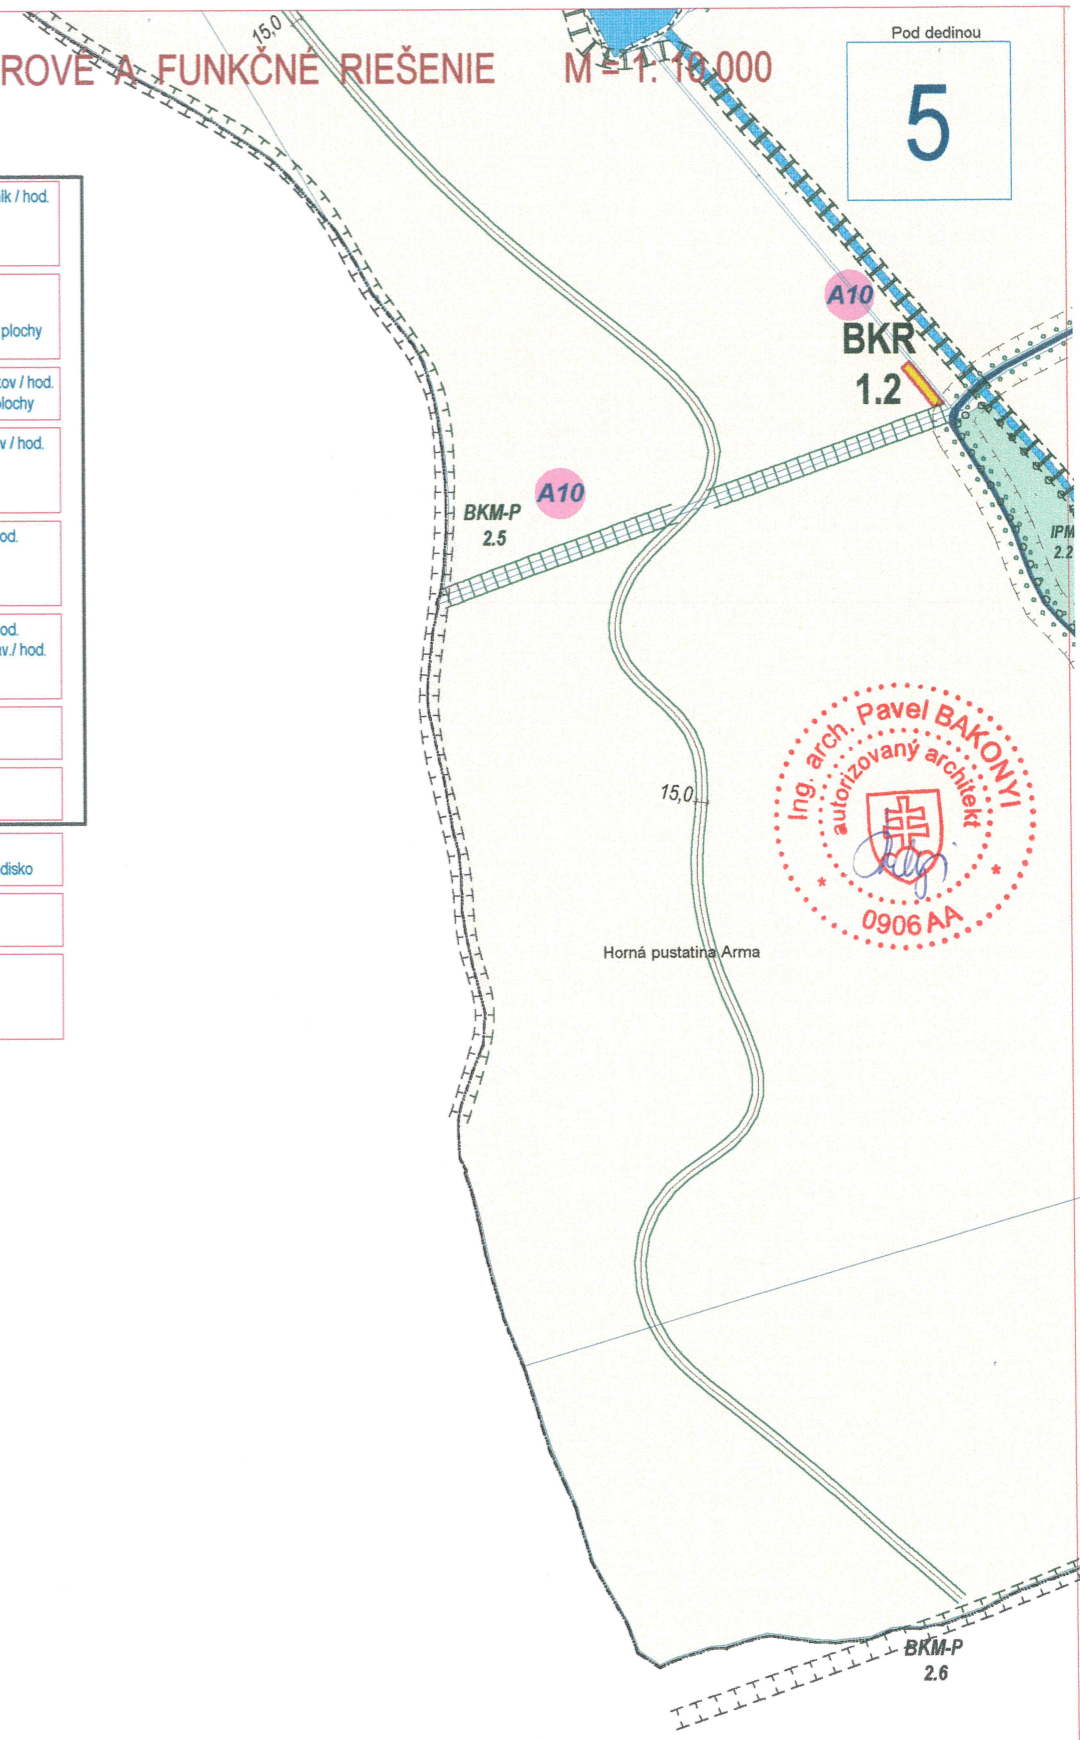 15,0
Pod dedinou
ROVÉ A FUNKČNÉ RIEŠENIE M = 1: 10.000
5
/ hod.
plochy
ov / hod.
lochy
v / hod.
od.
od.
v./ hod.
disko
A10
BKR
1.2
A10
BKM-P
2.5
IPM
2.2
Ing. arch. Pavel BAKONYI
autorizovaný architekt
* *
0906 AA
15,0
Horná pustatina Arma
BKM-P
2.6